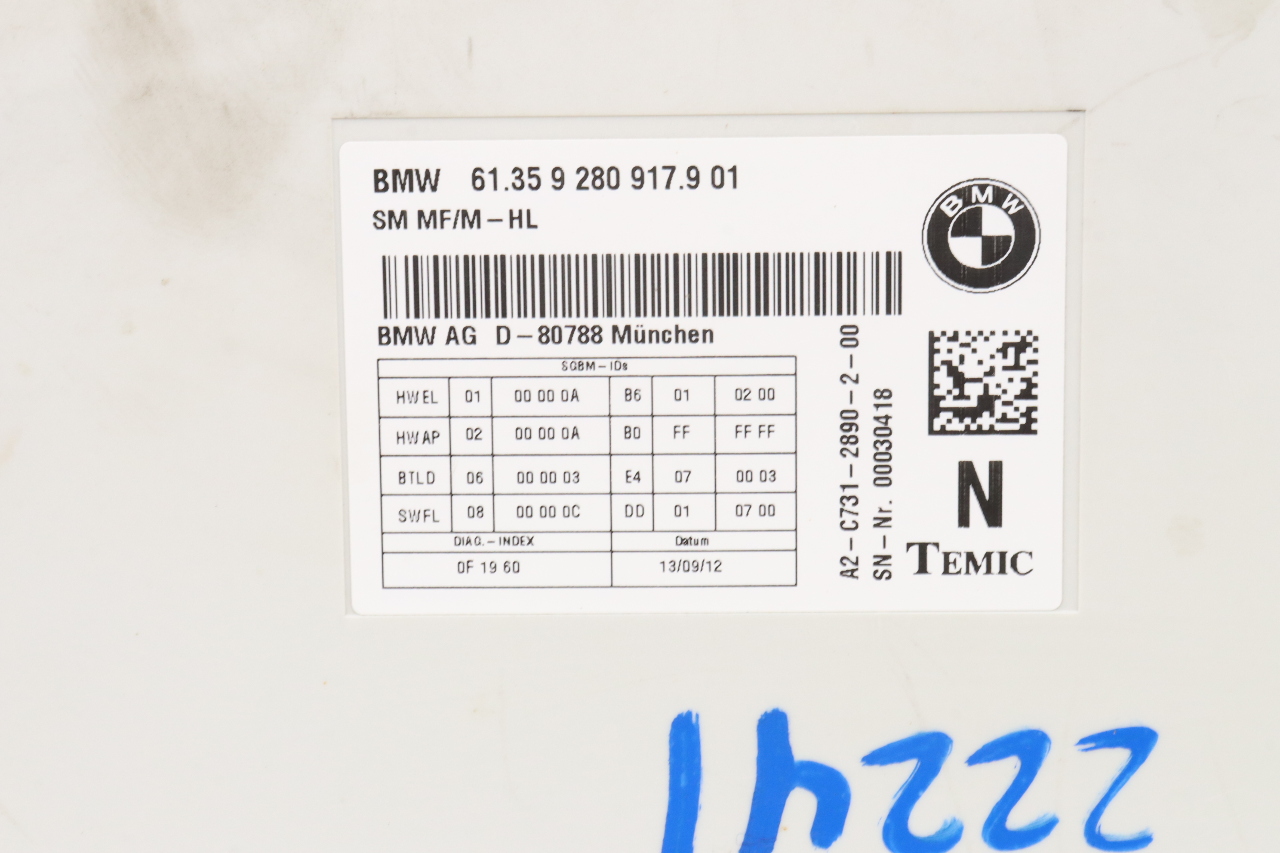 BMW 61.35 9 280 917.9 01
SM MF/M-HL
BMW
BMW AG D-80788 München
SGBM-IDs
HWEL 01 00 00 0A B6 01 02 00
HWAP 02 00 00 0A B0 FF FF FF
BTLD 06 00 00 03 E4 07 00 03
SWFL 08 00 00 0C DD 01 07 00
DIAG.-INDEX Datum
0F 19 60 13/09/12
A2-C731-2890-2-00
SN-Nr. 00030418
N
TEMIC